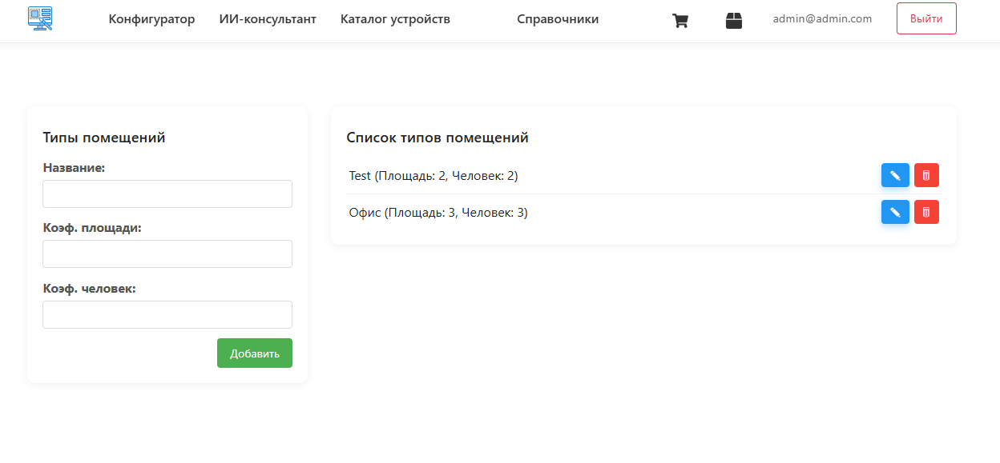 Конфигуратор ИИ-консультант Каталог устройств Справочники admin@admin.com Выйти
Типы помещений
Название:
Коэф. площади:
Коэф. человек:
Добавить
Список типов помещений
Test (Площадь: 2, Человек: 2)
Офис (Площадь: 3, Человек: 3)